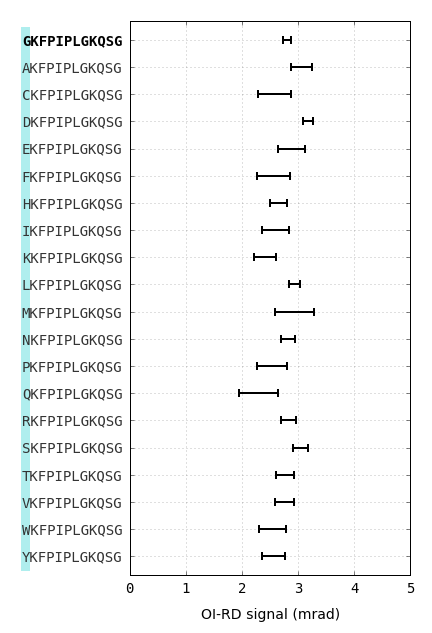 GKFPIPLGKQSG
AKFPIPLGKQSG
CKFPIPLGKQSG
DKFPIPLGKQSG
EKFPIPLGKQSG
FKFPIPLGKQSG
HKFPIPLGKQSG
IKFPIPLGKQSG
KKFPIPLGKQSG
LKFPIPLGKQSG
MKFPIPLGKQSG
NKFPIPLGKQSG
PKFPIPLGKQSG
QKFPIPLGKQSG
RKFPIPLGKQSG
SKFPIPLGKQSG
TKFPIPLGKQSG
VKFPIPLGKQSG
WKFPIPLGKQSG
YKFPIPLGKQSG
0 1 2 3 4 5
OI-RD signal (mrad)